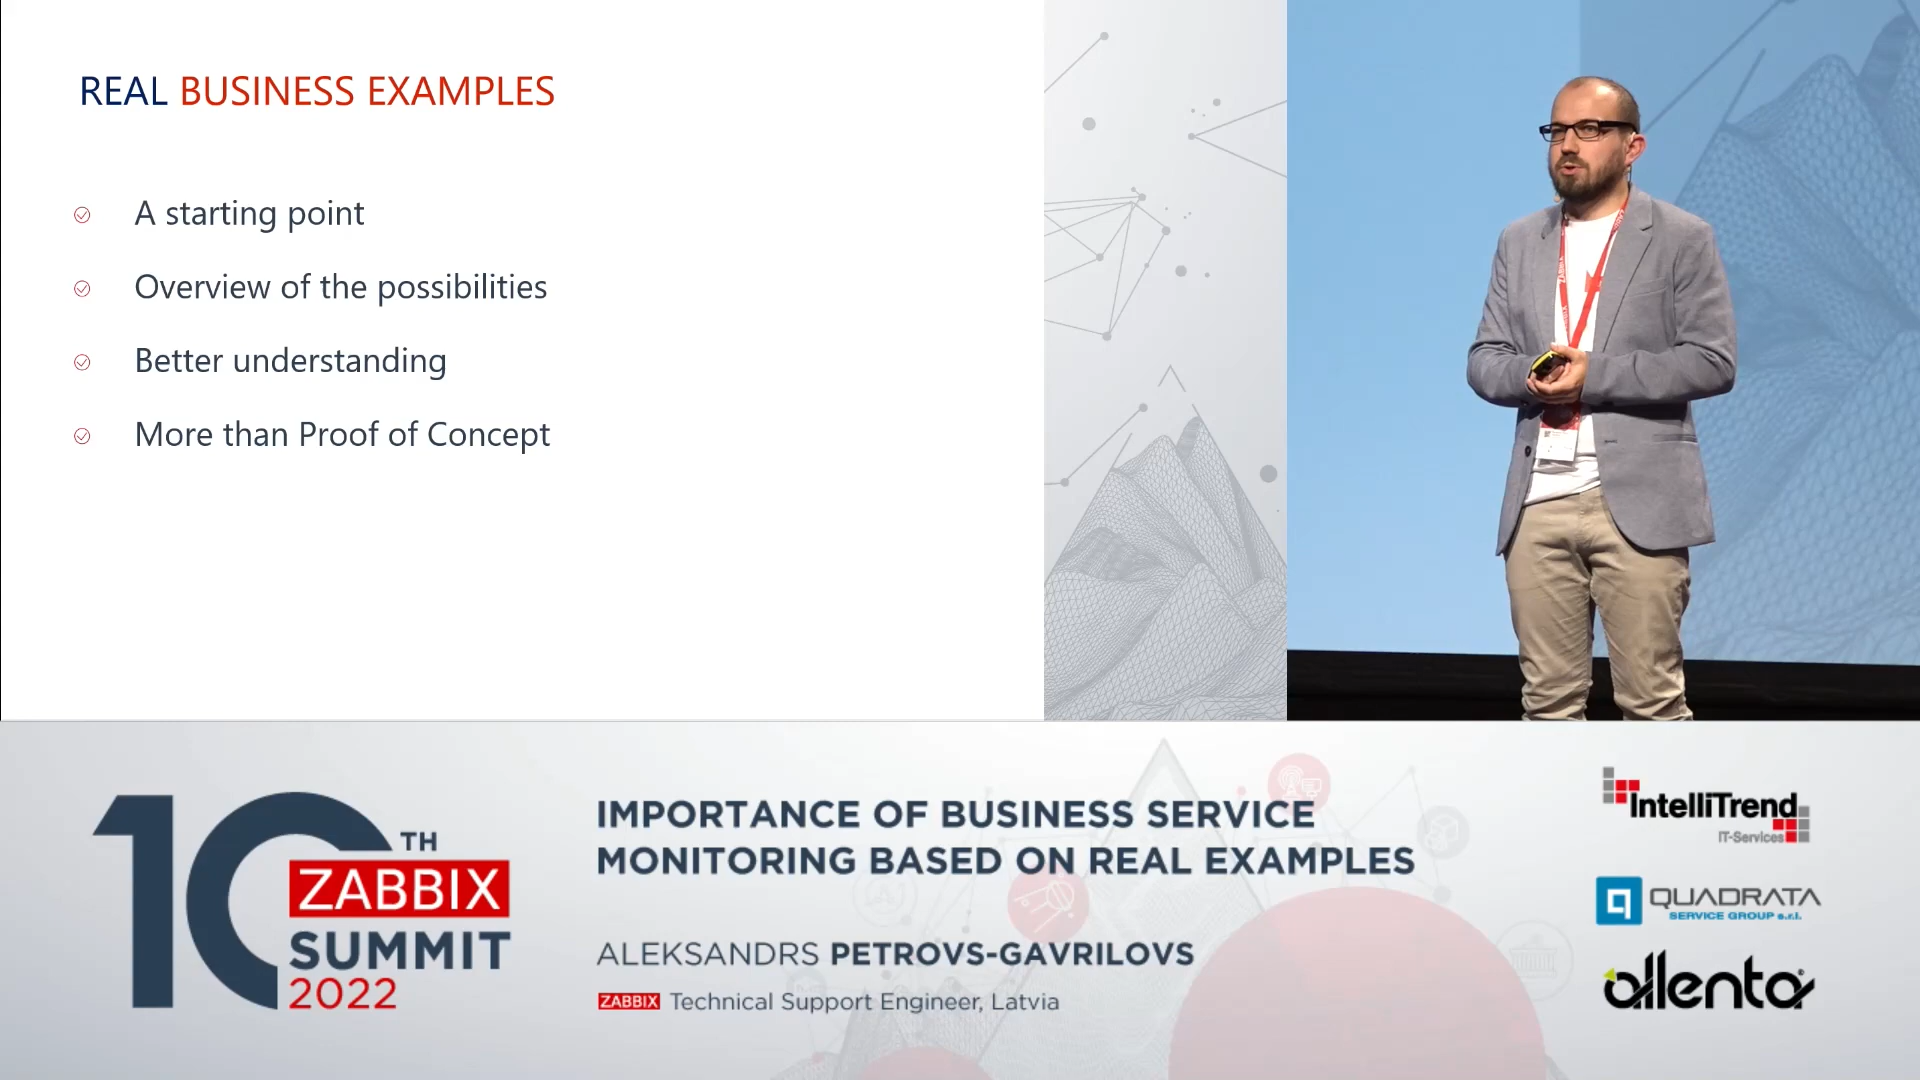 REAL BUSINESS EXAMPLES
A starting point
Overview of the possibilities
Better understanding
More than Proof of Concept
10TH
ZABBIX
SUMMIT
2022
IMPORTANCE OF BUSINESS SERVICE
MONITORING BASED ON REAL EXAMPLES
ALEKSANDRS PETROVS-GAVRILOVS
ZABBIX Technical Support Engineer, Latvia
IntelliTrend
IT-Services
QUADRATA
SERVICE GROUP s.r.l.
allenta
ZABBIX